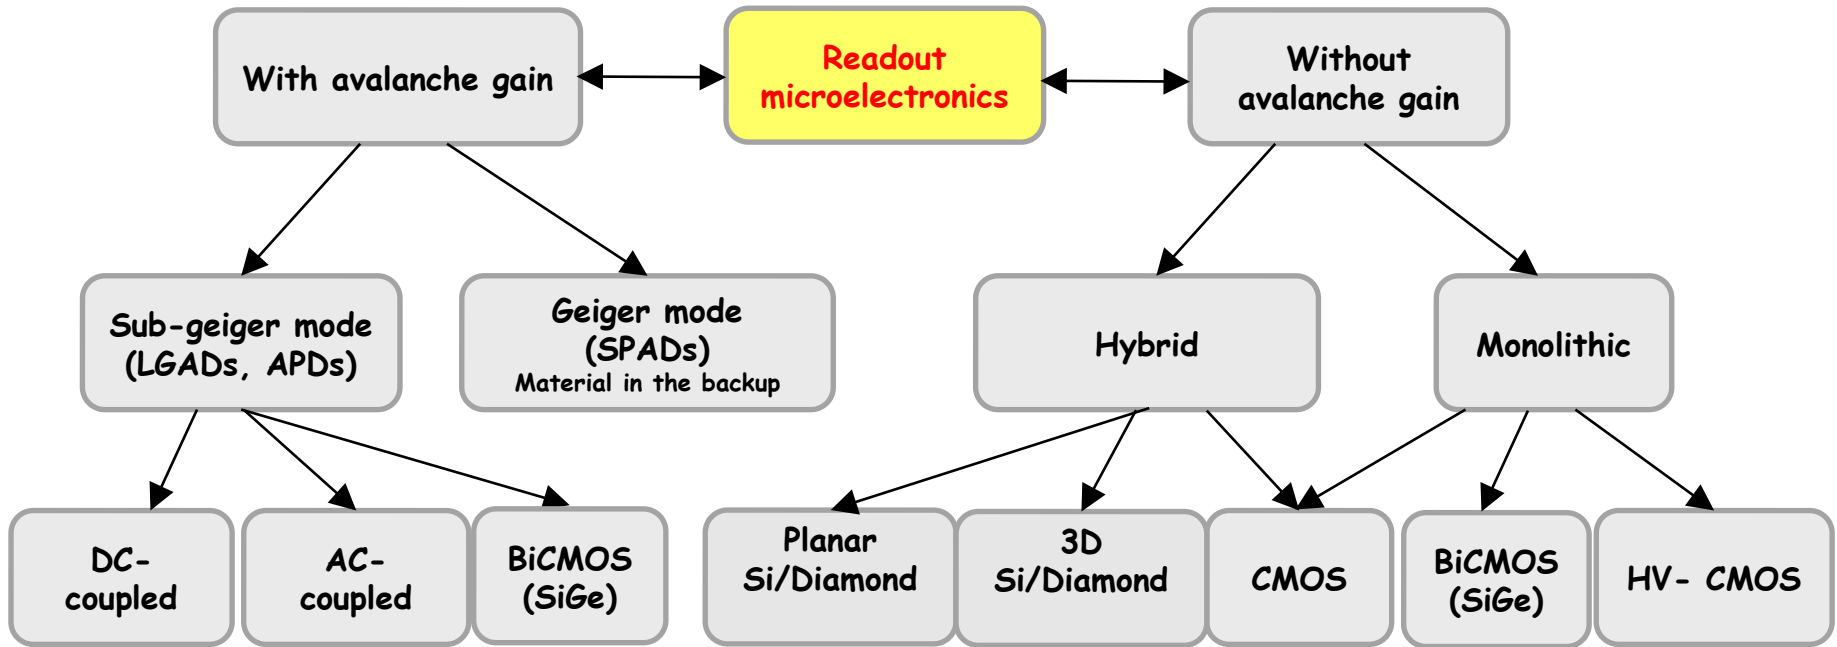 With avalanche gain
Readout
microelectronics
Without
avalanche gain
Sub-geiger mode
(LGADs, APDs)
Geiger mode
(SPADs)
Material in the backup
Hybrid
Monolithic
DC-
coupled
AC-
coupled
BiCMOS
(SiGe)
Planar
Si/Diamond
3D
Si/Diamond
CMOS
BiCMOS
(SiGe)
HV- CMOS